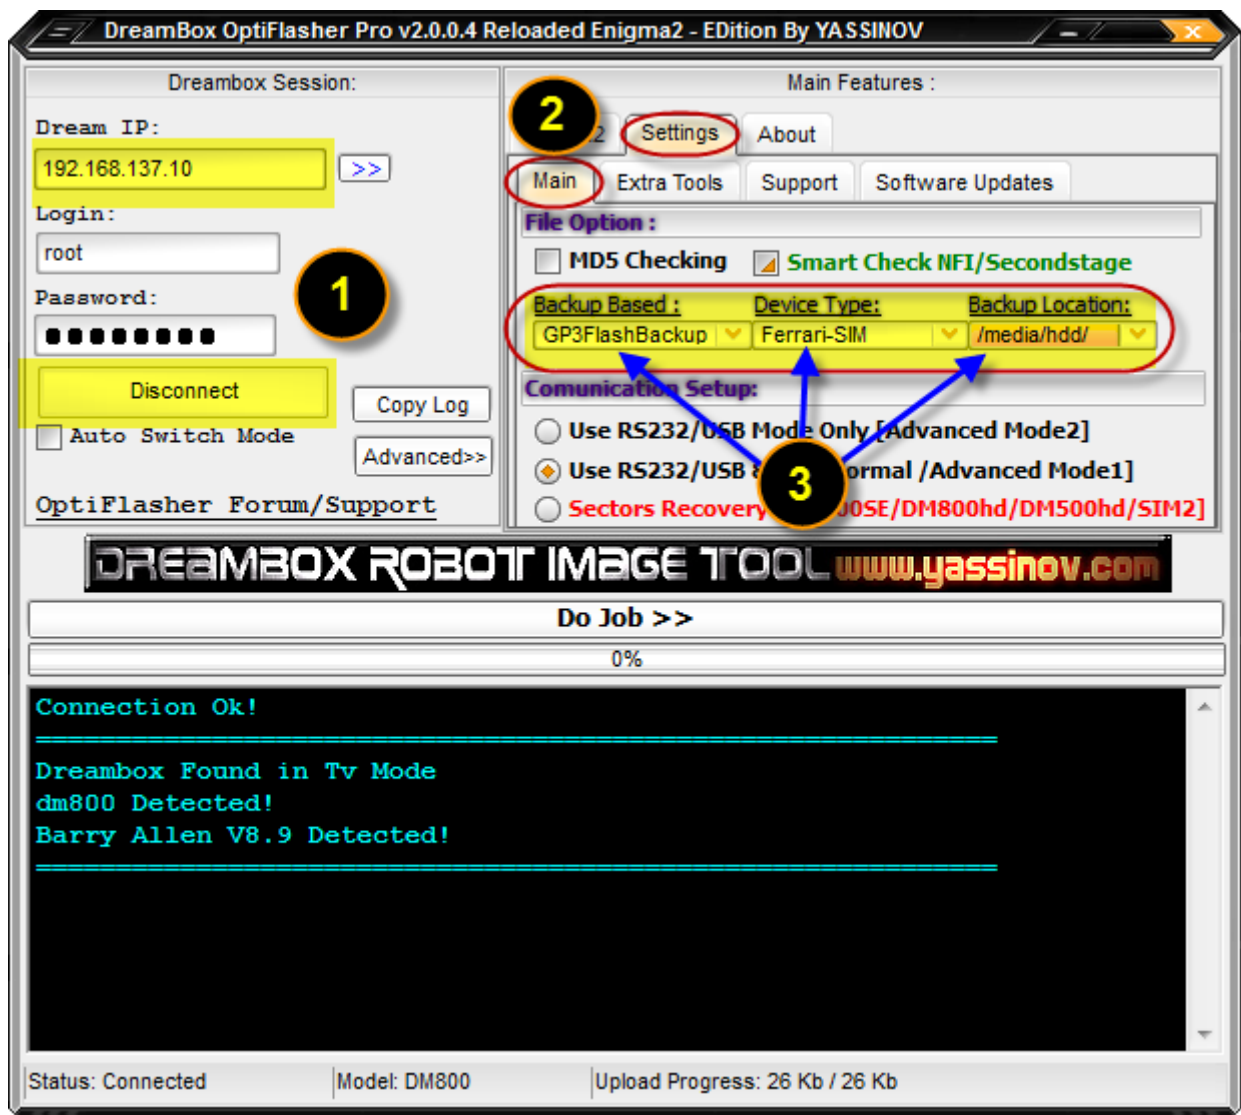 DreamBox OptiFlasher Pro v2.0.0.4 Reloaded Enigma2 - EDition By YASSINOV
Dreambox Session:
Dream IP:
192.168.137.10
>>
Login:
root
Password:
1
Disconnect
Copy Log
Auto Switch Mode
Advanced>>
OptiFlasher Forum/Support
Main Features :
2
2 Settings About
Main Extra Tools Support Software Updates
File Option :
MD5 Checking Smart Check NFI/Secondstage
Backup Based : Device Type: Backup Location:
GP3FlashBackup Ferrari-SIM /media/hdd/
Comunication Setup:
Use RS232/USB Mode Only [Advanced Mode2]
Use RS232/USB ormal /Advanced Mode1]
3
Sectors Recovery 00SE/DM800hd/DM500hd/SIM2]
DREAMBOX ROBOT IMAGE TOOL www.yassinov.com
Do Job >>
0%
Connection Ok!
Dreambox Found in Tv Mode
dm800 Detected!
Barry Allen V8.9 Detected!
Status: Connected Model: DM800 Upload Progress: 26 Kb / 26 Kb